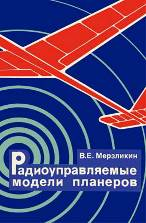 В.Е. Мерзликин
Радиоуправляемые
модели планеров